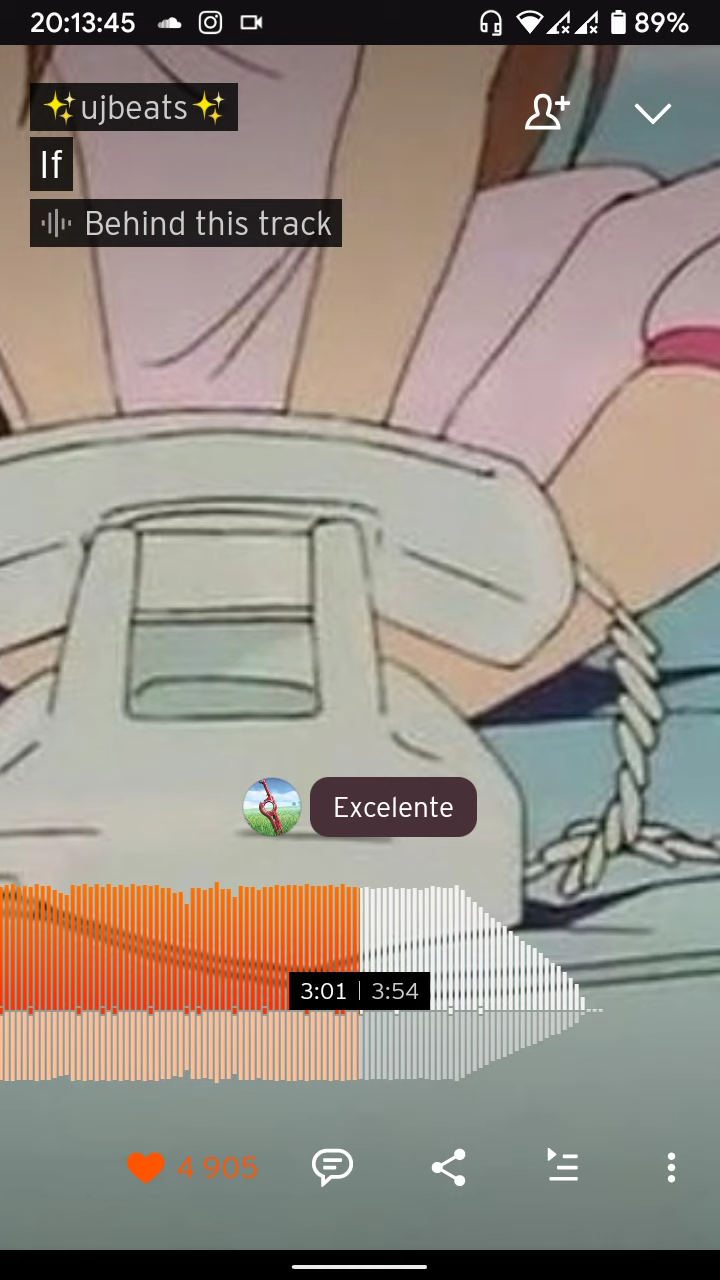 20:13:45 89%
✨ujbeats✨
If
Behind this track
Excelente
3:01 | 3:54
4 905